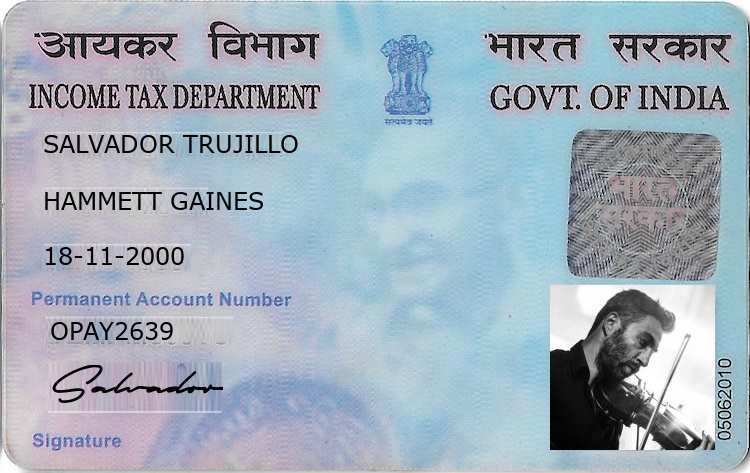 आयकर विभाग
भारत सरकार
INCOME TAX DEPARTMENT
GOVT. OF INDIA
सत्यमेव जयते
SALVADOR TRUJILLO
भारत
सरकार
HAMMETT GAINES
18-11-2000
Permanent Account Number
OPAY2639
Salvador
Signature
05062010